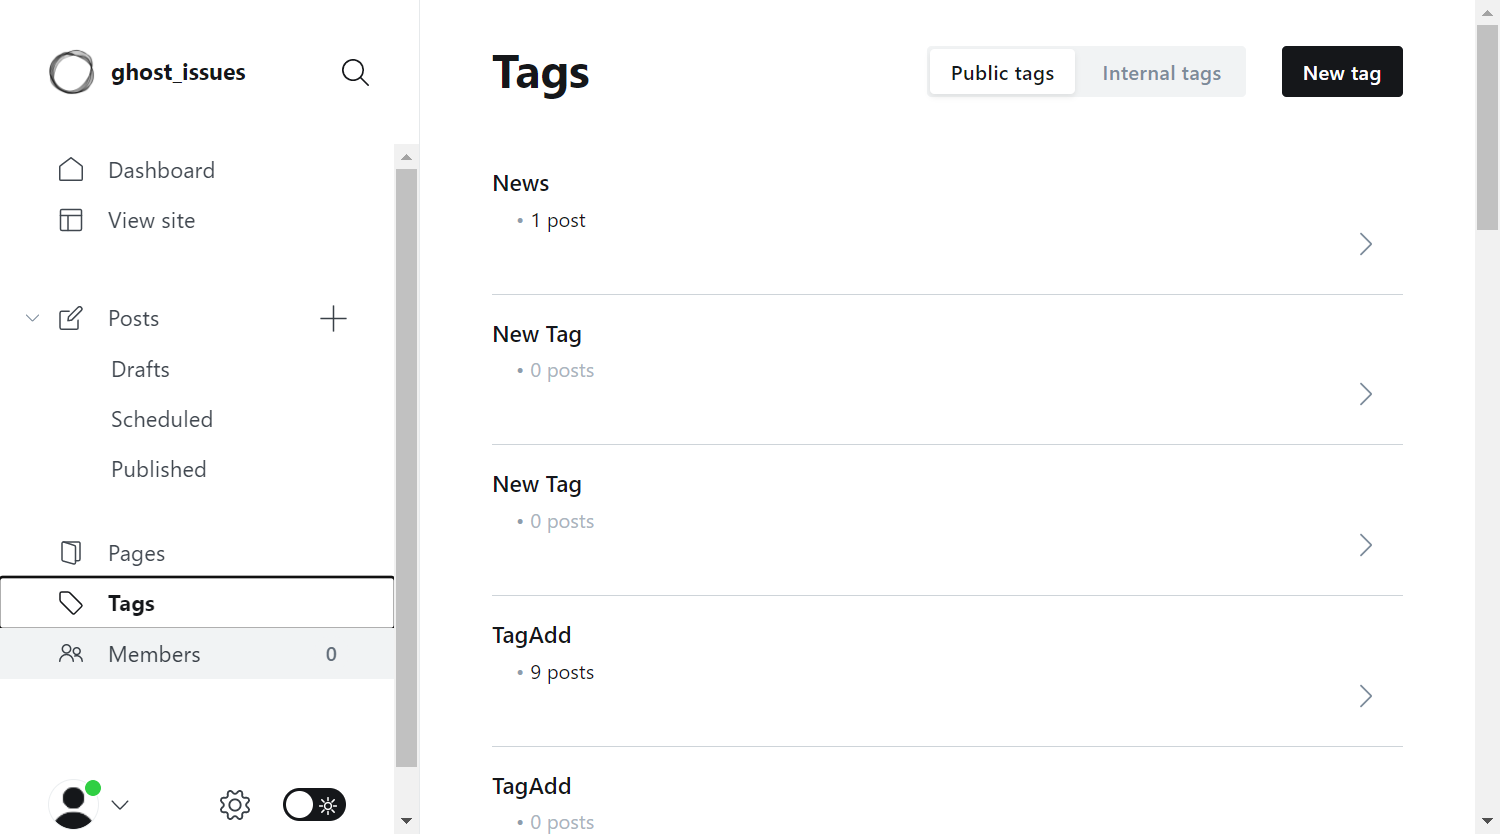 ghost_issues
Dashboard
View site
Posts
Drafts
Scheduled
Published
Pages
Tags
Members 0
Tags
Public tags
Internal tags
New tag
News
• 1 post
New Tag
• 0 posts
New Tag
• 0 posts
TagAdd
• 9 posts
TagAdd
• 0 posts